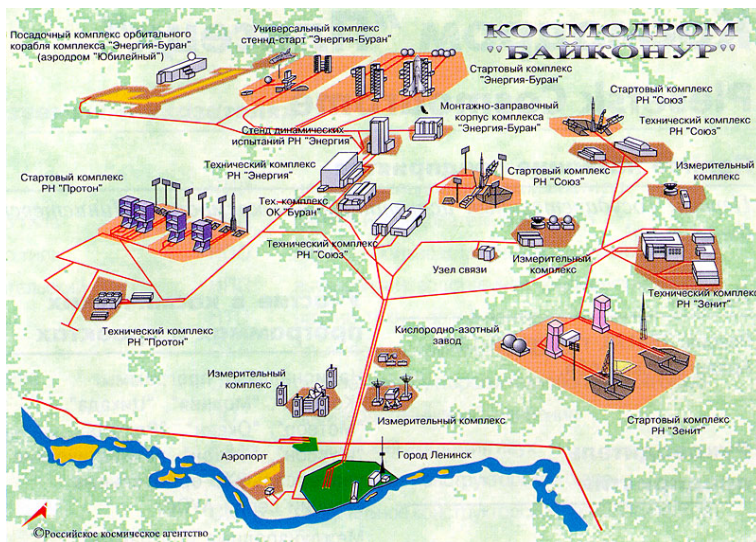 КОСМОДРОМ
"БАЙКОНУР"
Посадочный комплекс орбитального
корабля комплекса "Энергия-Буран"
(аэродром "Юбилейный")
Универсальный комплекс
стеннд-старт "Энергия-Буран"
Стартовый комплекс
"Энергия-Буран"
Монтажно-заправочный
корпус комплекса
"Энергия-Буран"
Стартовый комплекс
РН "Союз"
Технический комплекс
РН "Союз"
Измерительный
комплекс
Стенд динамических
испытаний РН "Энергия"
Технический комплекс
РН "Энергия"
Стартовый комплекс
РН "Протон"
Тех. комплекс
ОК "Буран"
Стартовый комплекс
РН "Союз"
Технический комплекс
РН "Союз"
Узел связи
Измерительный
комплекс
Технический комплекс
РН "Зенит"
Технический комплекс
РН "Протон"
Кислородно-азотный
завод
Измерительный
комплекс
Измерительный комплекс
Стартовый комплекс
РН "Зенит"
Аэропорт
Город Ленинск
©Российское космическое агентство